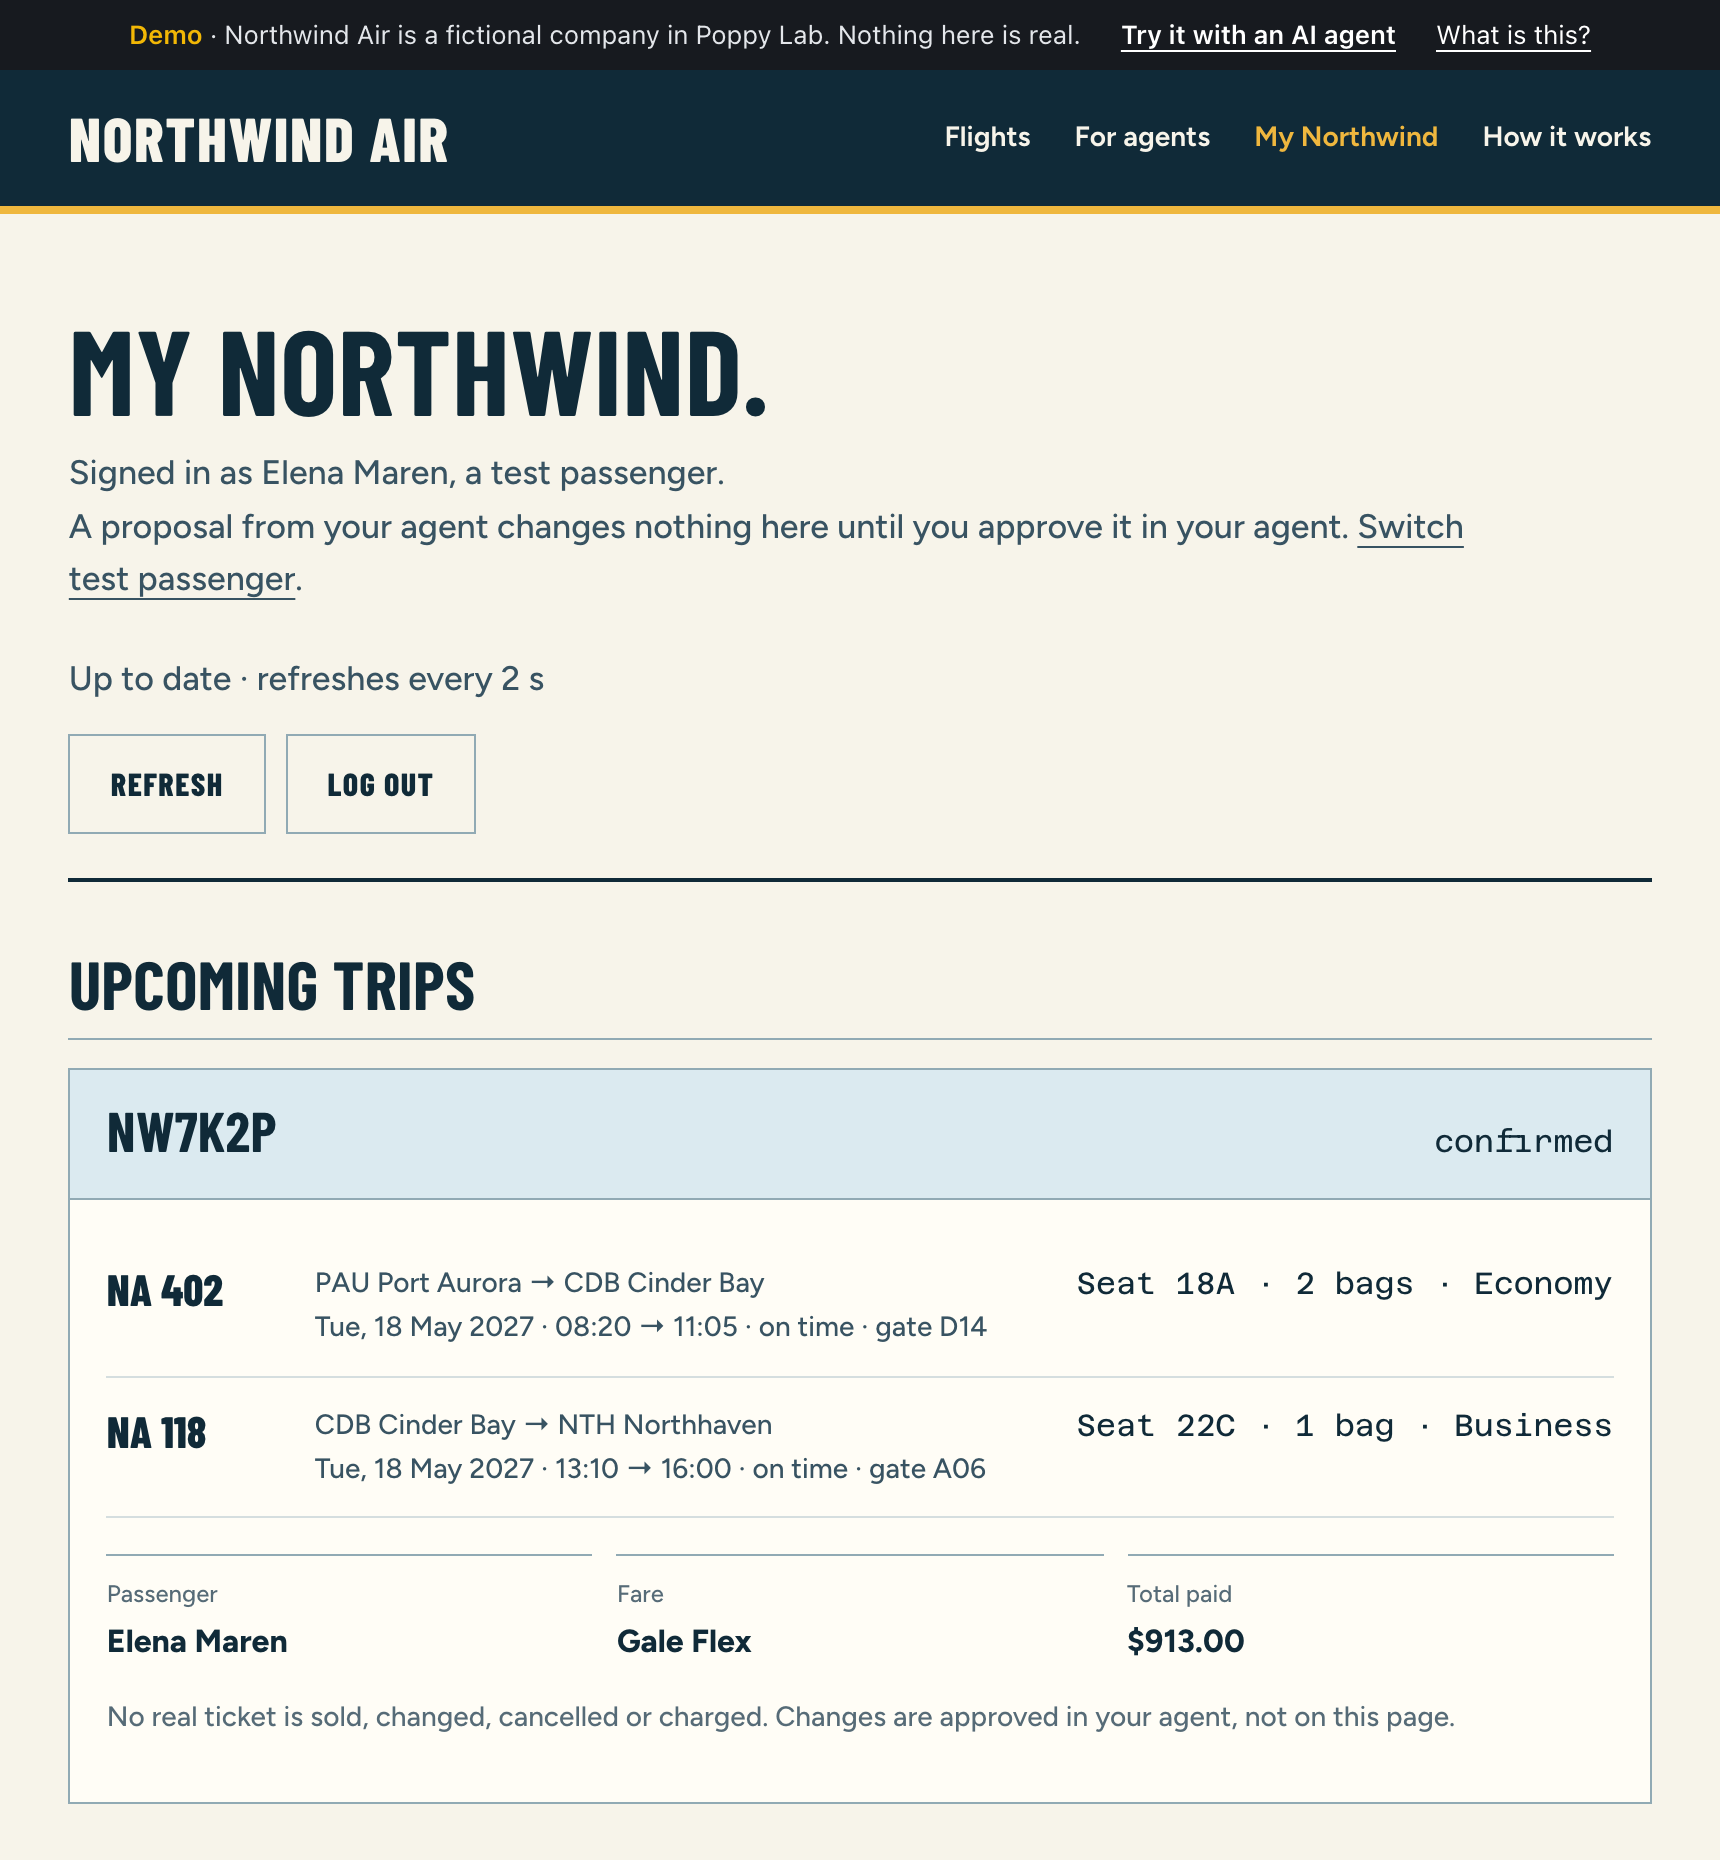 Demo · Northwind Air is a fictional company in Poppy Lab. Nothing here is real. Try it with an AI agent What is this?
NORTHWIND AIR
Flights For agents My Northwind How it works
MY NORTHWIND.
Signed in as Elena Maren, a test passenger.
A proposal from your agent changes nothing here until you approve it in your agent. Switch
test passenger.
Up to date · refreshes every 2 s
REFRESH LOG OUT
UPCOMING TRIPS
NW7K2P confirmed
NA 402 PAU Port Aurora → CDB Cinder Bay Seat 18A · 2 bags · Economy
Tue, 18 May 2027 · 08:20 → 11:05 · on time · gate D14
NA 118 CDB Cinder Bay → NTH Northhaven Seat 22C · 1 bag · Business
Tue, 18 May 2027 · 13:10 → 16:00 · on time · gate A06
Passenger Fare Total paid
Elena Maren Gale Flex $913.00
No real ticket is sold, changed, cancelled or charged. Changes are approved in your agent, not on this page.